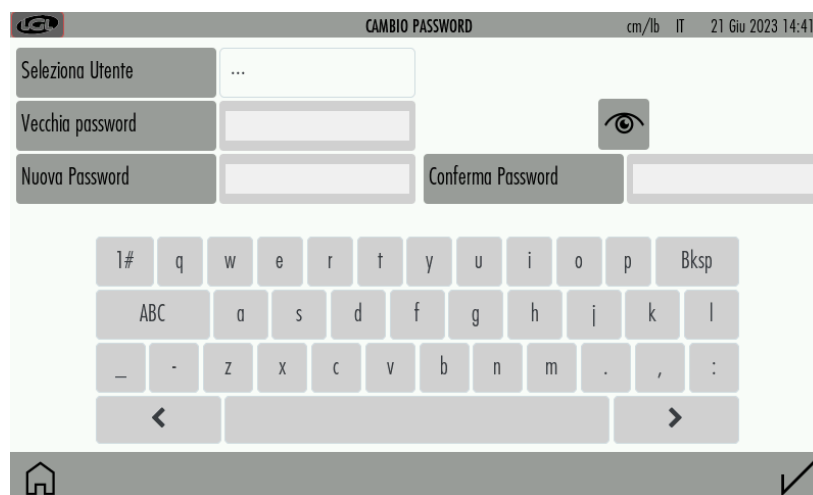 LGL CAMBIO PASSWORD cm/lb IT 21 Giu 2023 14:41
Seleziona Utente ...
Vecchia password
Nuova Password Conferma Password
1# q w e r t y u i o p Bksp
ABC a s d f g h j k l
_ - z x c v b n m . , :